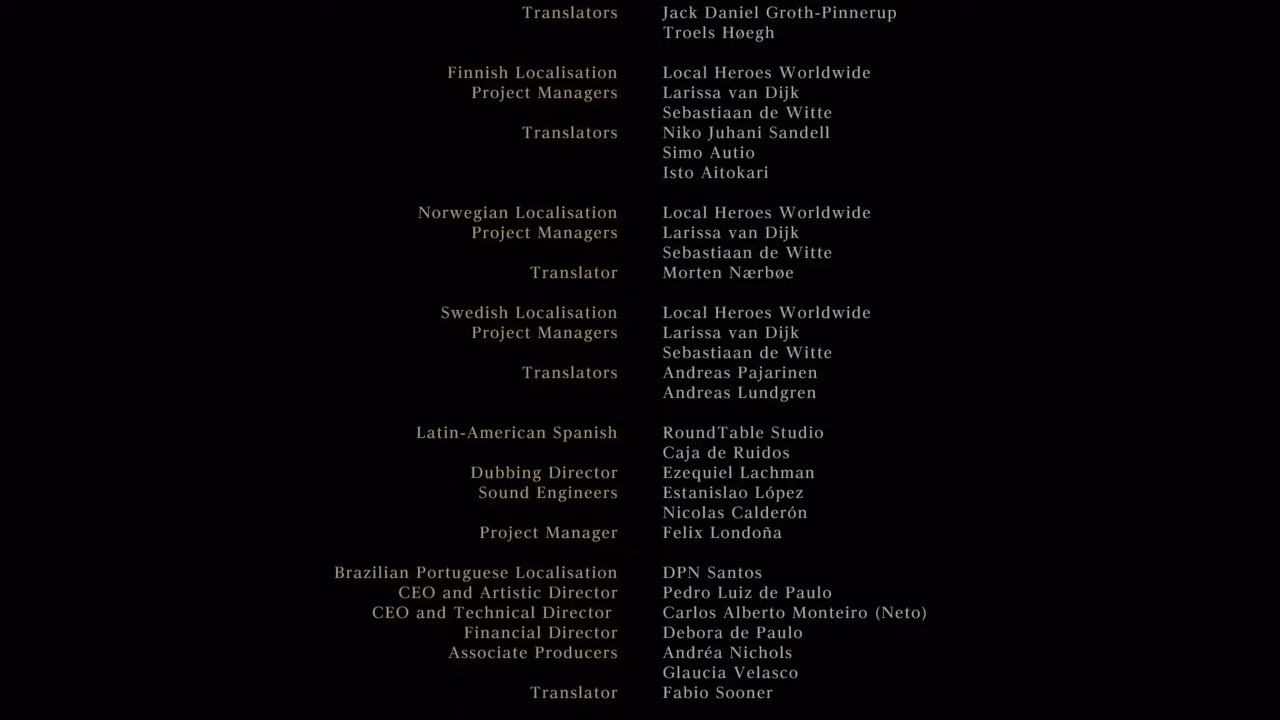 Translators Jack Daniel Groth-Pinnerup
Troels Høegh
Finnish Localisation Local Heroes Worldwide
Project Managers Larissa van Dijk
Sebastiaan de Witte
Translators Niko Juhani Sandell
Simo Autio
Isto Aitokari
Norwegian Localisation Local Heroes Worldwide
Project Managers Larissa van Dijk
Sebastiaan de Witte
Translator Morten Nærbøe
Swedish Localisation Local Heroes Worldwide
Project Managers Larissa van Dijk
Sebastiaan de Witte
Translators Andreas Pajarinen
Andreas Lundgren
Latin-American Spanish RoundTable Studio
Caja de Ruidos
Dubbing Director Ezequiel Lachman
Sound Engineers Estanislao López
Nicolas Calderón
Project Manager Felix Londoña
Brazilian Portuguese Localisation DPN Santos
CEO and Artistic Director Pedro Luiz de Paulo
CEO and Technical Director Carlos Alberto Monteiro (Neto)
Financial Director Debora de Paulo
Associate Producers Andréa Nichols
Glaucia Velasco
Translator Fabio Sooner